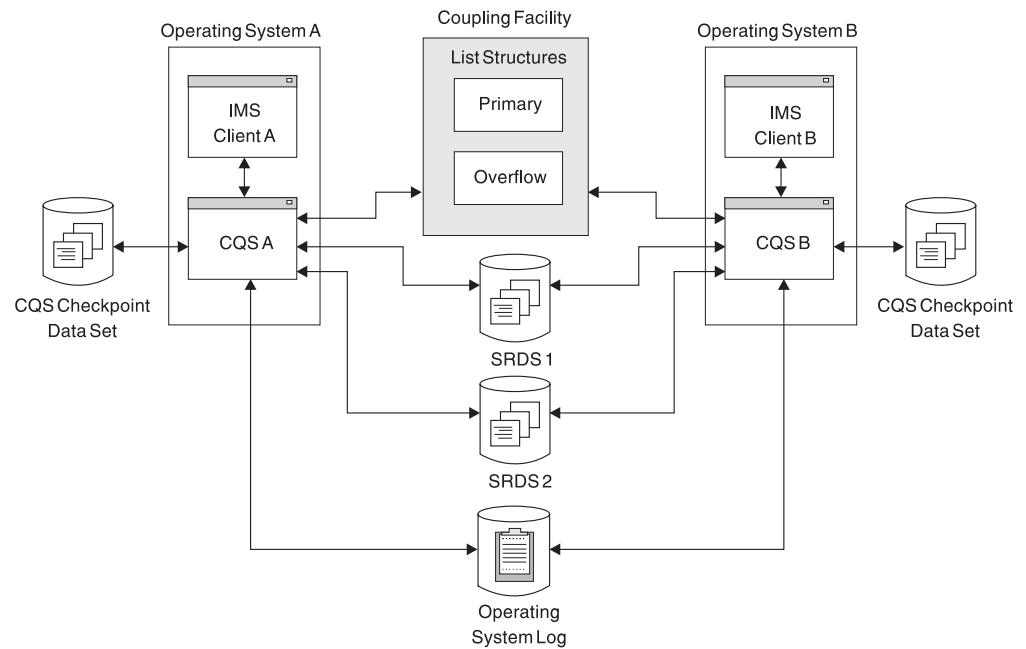 Coupling Facility
Operating System A
Operating System B
List Structures
Primary
Overflow
IMS
Client A
IMS
Client B
CQS A
CQS B
CQS Checkpoint
Data Set
CQS Checkpoint
Data Set
SRDS 1
SRDS 2
Operating
System Log